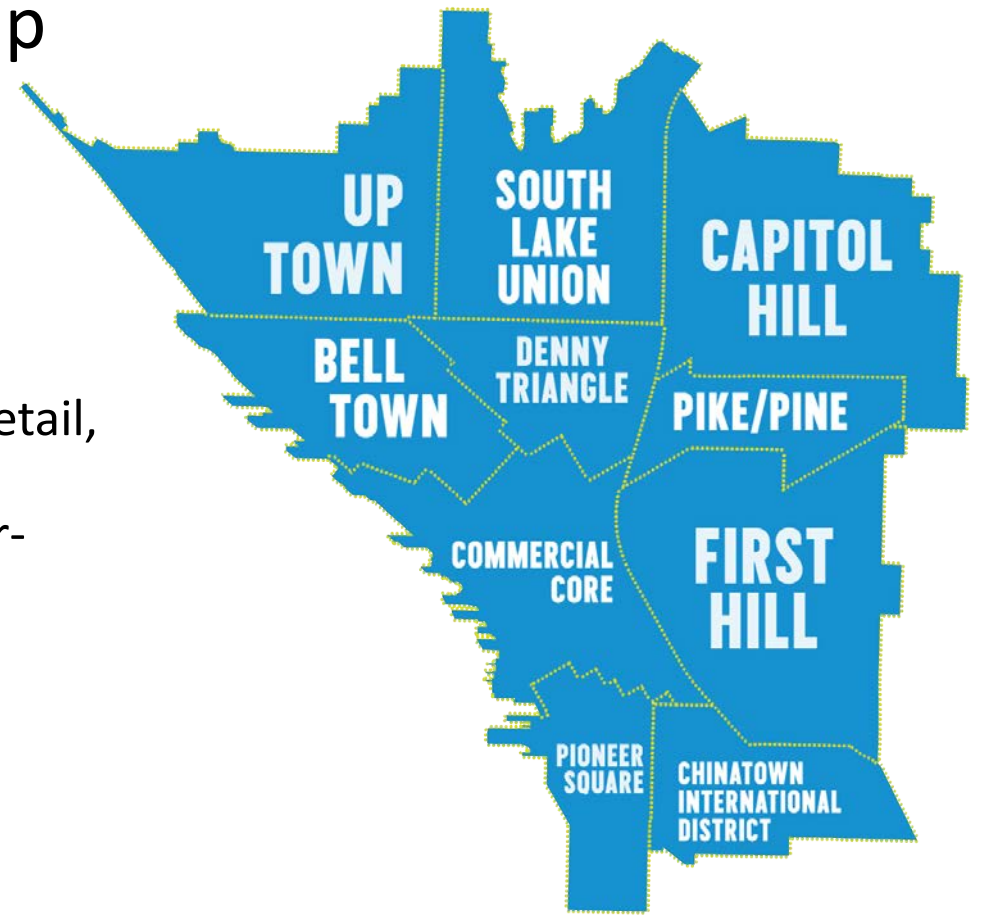 p
UP
TOWN
SOUTH
LAKE
UNION
CAPITOL
HILL
BELL
TOWN
DENNY
TRIANGLE
PIKE/PINE
etail,
r-
COMMERCIAL
CORE
FIRST
HILL
PIONEER
SQUARE
CHINATOWN
INTERNATIONAL
DISTRICT